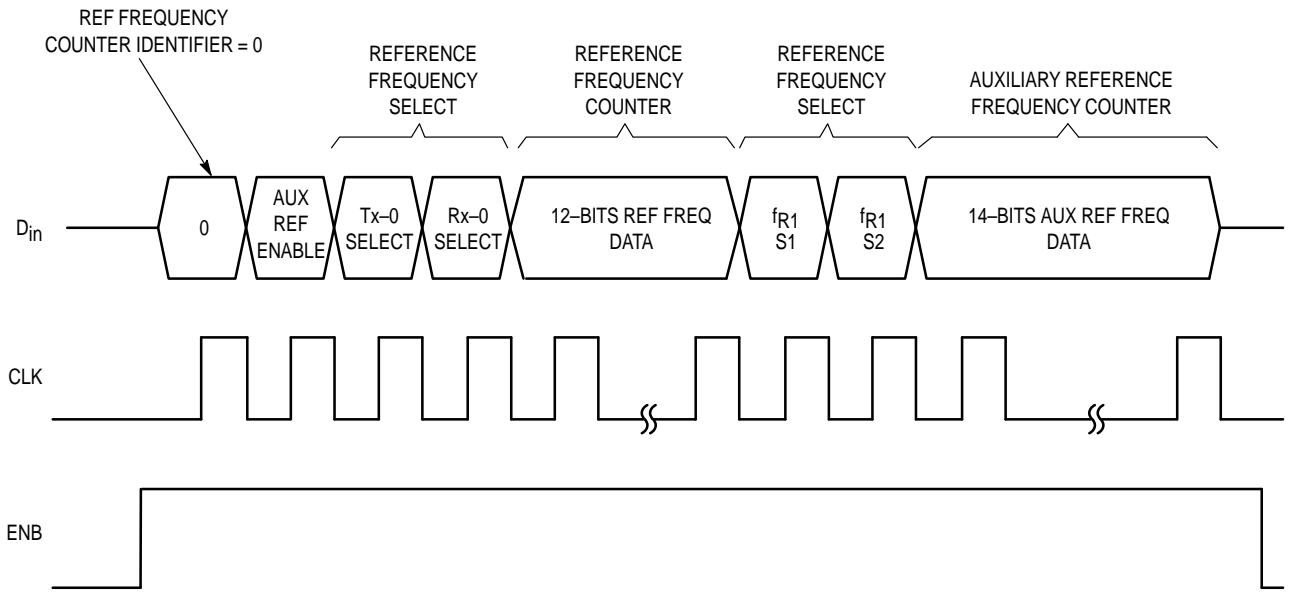 REF FREQUENCY
COUNTER IDENTIFIER = 0
REFERENCE
FREQUENCY
SELECT
REFERENCE
FREQUENCY
COUNTER
REFERENCE
FREQUENCY
SELECT
AUXILIARY REFERENCE
FREQUENCY COUNTER
Din
0
AUX
REF
ENABLE
Tx–0
SELECT
Rx–0
SELECT
12–BITS REF FREQ
DATA
fR1
S1
fR1
S2
14–BITS AUX REF FREQ
DATA
CLK
ENB